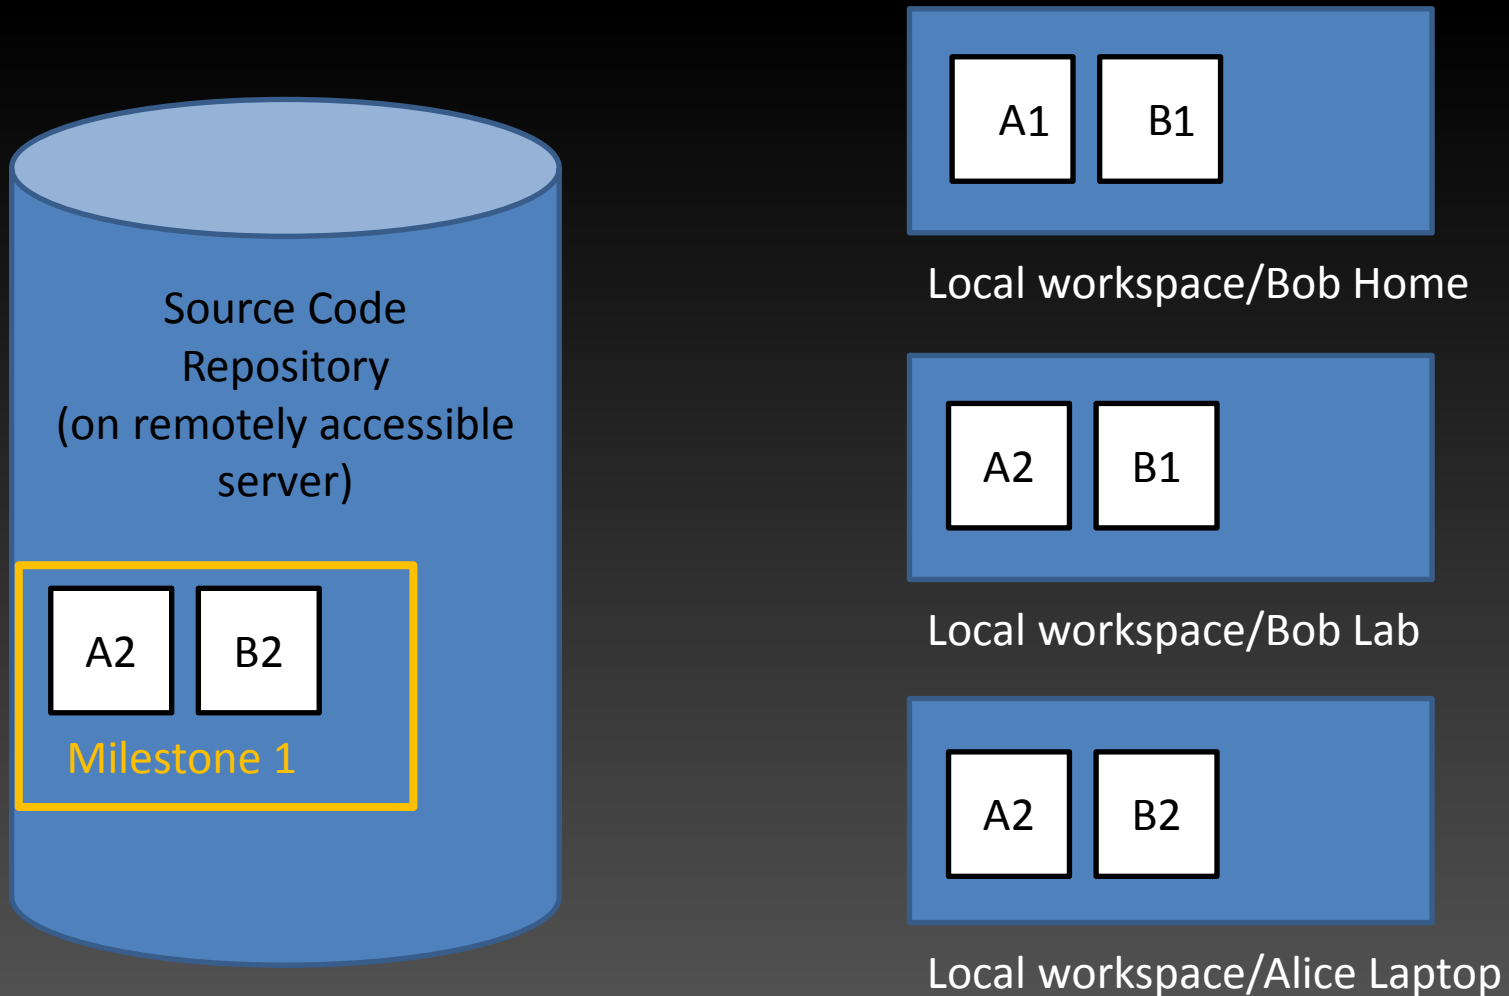 Source Code
Repository
(on remotely accessible
server)
A2 B2
Milestone 1
A1 B1
Local workspace/Bob Home
A2 B1
Local workspace/Bob Lab
A2 B2
Local workspace/Alice Laptop